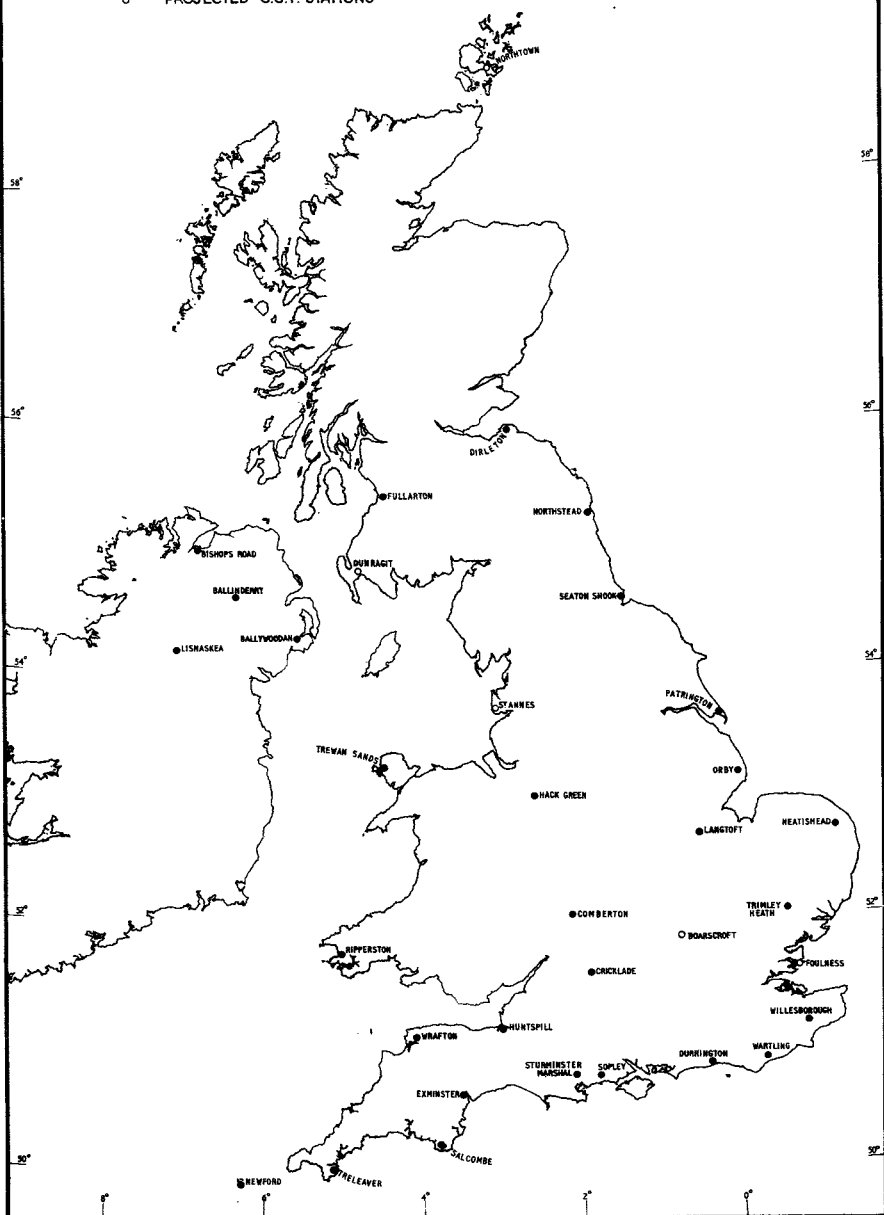 PROJECTED G.C.I. STATIONS
NORTHTOWN
58°
58°
56°
56°
DIRLETON
FULLARTON
NORTHSTEAD
BISHOPS ROAD
DUNRAGIT
BALLINDERRY
SEATON SNOOK
BALLYWOODAN
LISNASKEA
54°
54°
PATRINGTON
ST ANNES
TREWAN SANDS
ORBY
HACK GREEN
NEATISHEAD
LANGTOFT
52°
52°
TRIMLEY
HEATH
COMBERTON
BOARSCROFT
RIPPERSTON
FOULNESS
CRICKLADE
WILLESBOROUGH
HUNTSPILL
WRAFTON
WARTLING
DURRINGTON
STURMINSTER
MARSHAL
SOPLEY
EXMINSTER
SALCOMBE
50°
50°
TRELEAVER
NEWFORD
8°
6°
4°
2°
0°